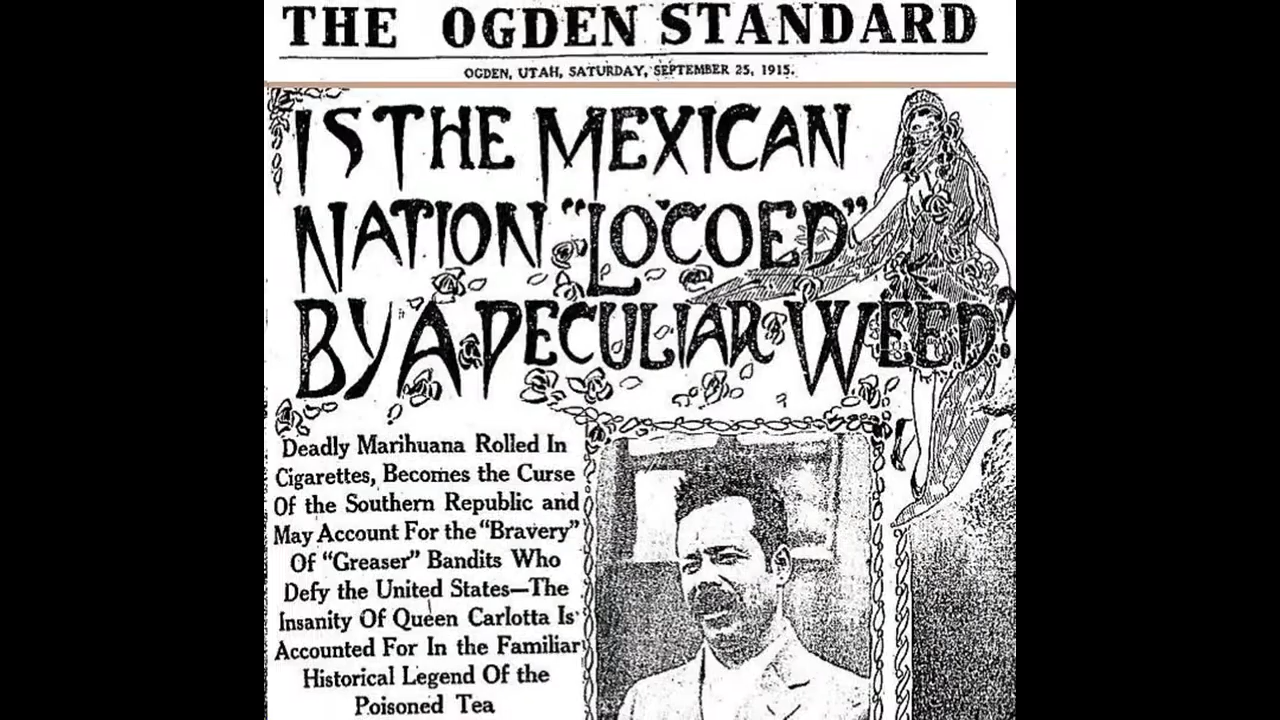 THE OGDEN STANDARD
OGDEN, UTAH, SATURDAY, SEPTEMBER 25, 1915.
IS THE MEXICAN
NATION "LOCOED"
BY A PECULIAR WEED?
Deadly Marihuana Rolled In
Cigarettes, Becomes the Curse
Of the Southern Republic and
May Account For the "Bravery"
Of "Greaser" Bandits Who
Defy the United States—The
Insanity Of Queen Carlotta Is
Accounted For In the Familiar
Historical Legend Of the
Poisoned Tea